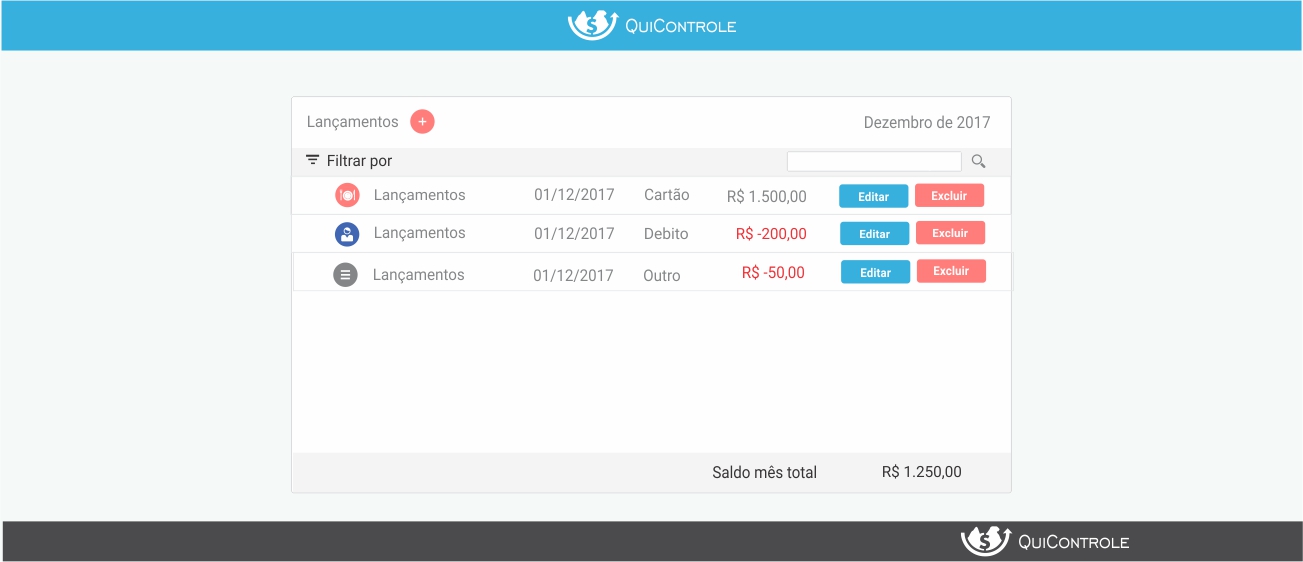 QuiControle
Lançamentos + Dezembro de 2017
Filtrar por
Lançamentos 01/12/2017 Cartão R$ 1.500,00 Editar Excluir
Lançamentos 01/12/2017 Debito R$ -200,00 Editar Excluir
Lançamentos 01/12/2017 Outro R$ -50,00 Editar Excluir
Saldo mês total R$ 1.250,00
QuiControle